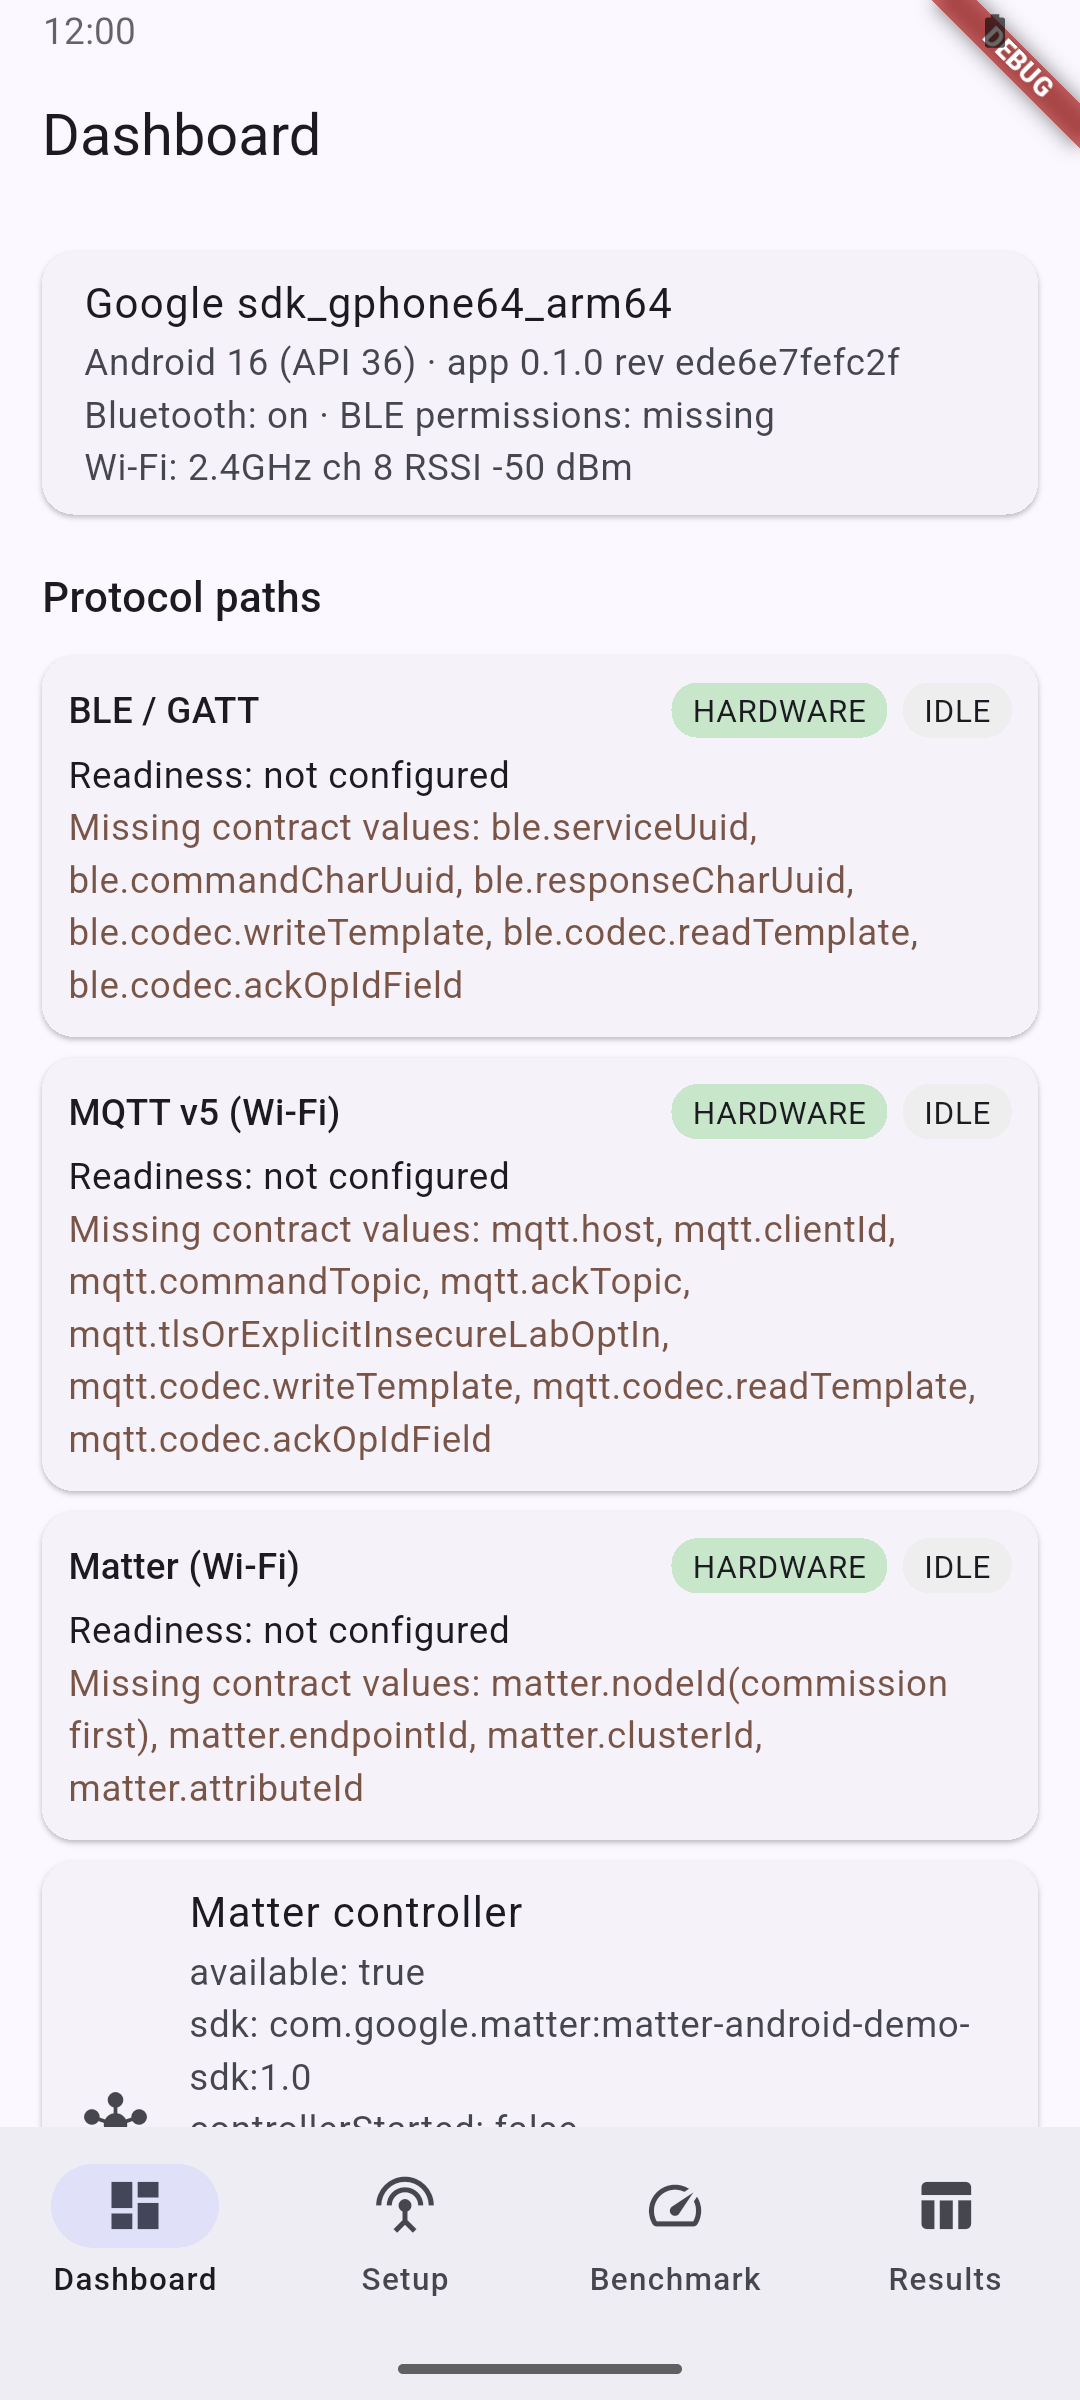 12:00
DEBUG
Dashboard
Google sdk_gphone64_arm64
Android 16 (API 36) · app 0.1.0 rev ede6e7fefc2f
Bluetooth: on · BLE permissions: missing
Wi-Fi: 2.4GHz ch 8 RSSI -50 dBm
Protocol paths
BLE / GATT
HARDWARE
IDLE
Readiness: not configured
Missing contract values: ble.serviceUuid,
ble.commandCharUuid, ble.responseCharUuid,
ble.codec.writeTemplate, ble.codec.readTemplate,
ble.codec.ackOpIdField
MQTT v5 (Wi-Fi)
HARDWARE
IDLE
Readiness: not configured
Missing contract values: mqtt.host, mqtt.clientId,
mqtt.commandTopic, mqtt.ackTopic,
mqtt.tlsOrExplicitInsecureLabOptIn,
mqtt.codec.writeTemplate, mqtt.codec.readTemplate,
mqtt.codec.ackOpIdField
Matter (Wi-Fi)
HARDWARE
IDLE
Readiness: not configured
Missing contract values: matter.nodeId(commission
first), matter.endpointId, matter.clusterId,
matter.attributeId
Matter controller
available: true
sdk: com.google.matter:matter-android-demo-
sdk:1.0
controllerStarted: false
Dashboard
Setup
Benchmark
Results